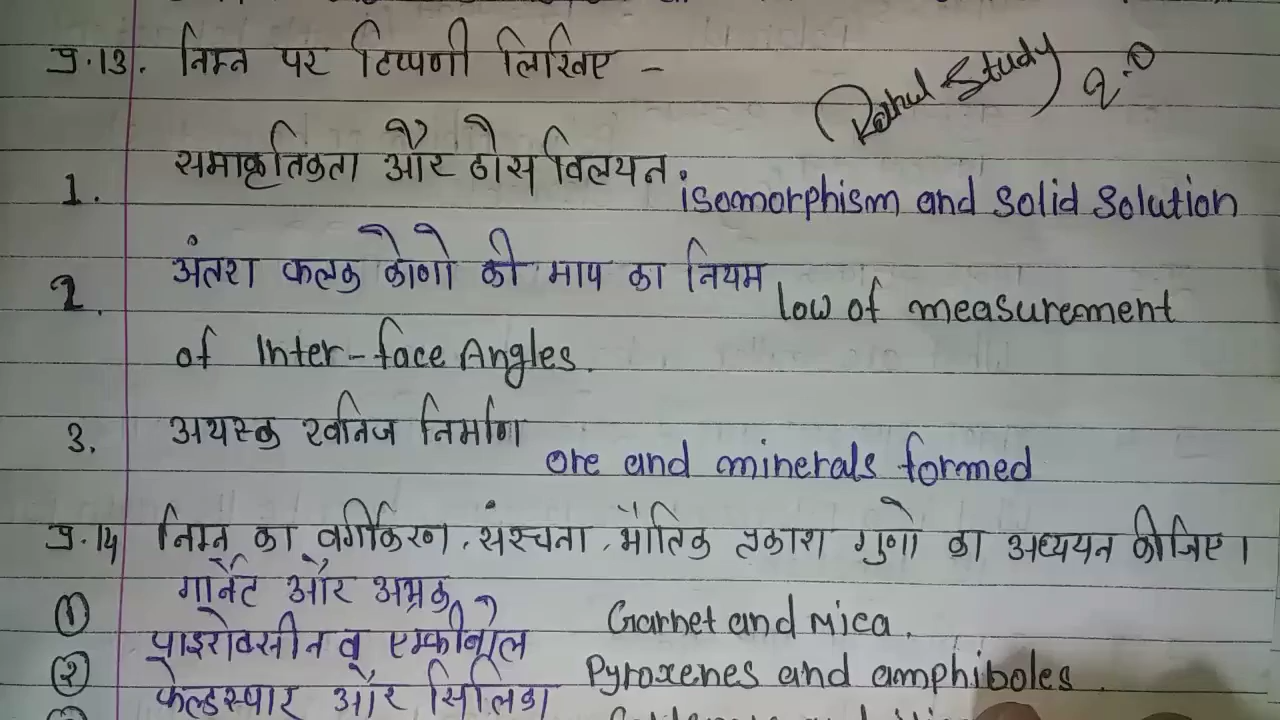 प्र.13. निम्न पर टिप्पणी लिखिए -
Rahul Study 2.0
1. समाकृतिकता और ठोस विलयन isomorphism and Solid Solution
2. अंतरा फलक कोणो की माप का नियम low of measurement
of Inter-face Angles.
3. अयस्क खनिज निर्माण ore and minerals formed
प्र.14 निम्न का वर्गीकरण, संरचना, भौतिक प्रकाश गुणो का अध्ययन कीजिए।
① गार्नेट और अभ्रक Garnet and Mica.
② पाइरोक्सीन व एम्फीबोल Pyroxenes and amphiboles.
फेल्डस्पार और सिलिका